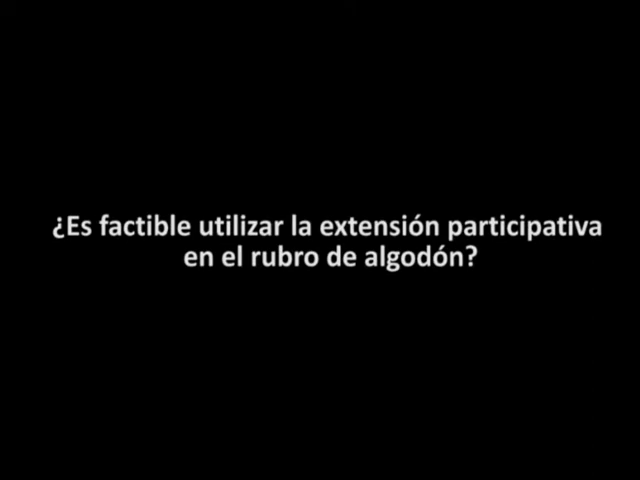 ¿Es factible utilizar la extensión participativa
en el rubro de algodón?